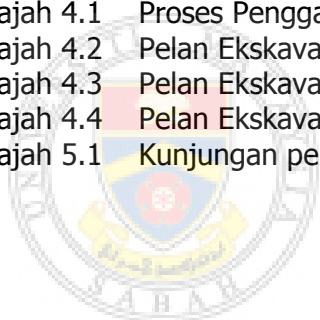 ajah 4.1 Proses Pengga
ajah 4.2 Pelan Ekskava
ajah 4.3 Pelan Ekskava
ajah 4.4 Pelan Ekskava
ajah 5.1 Kunjungan pe
SABAH